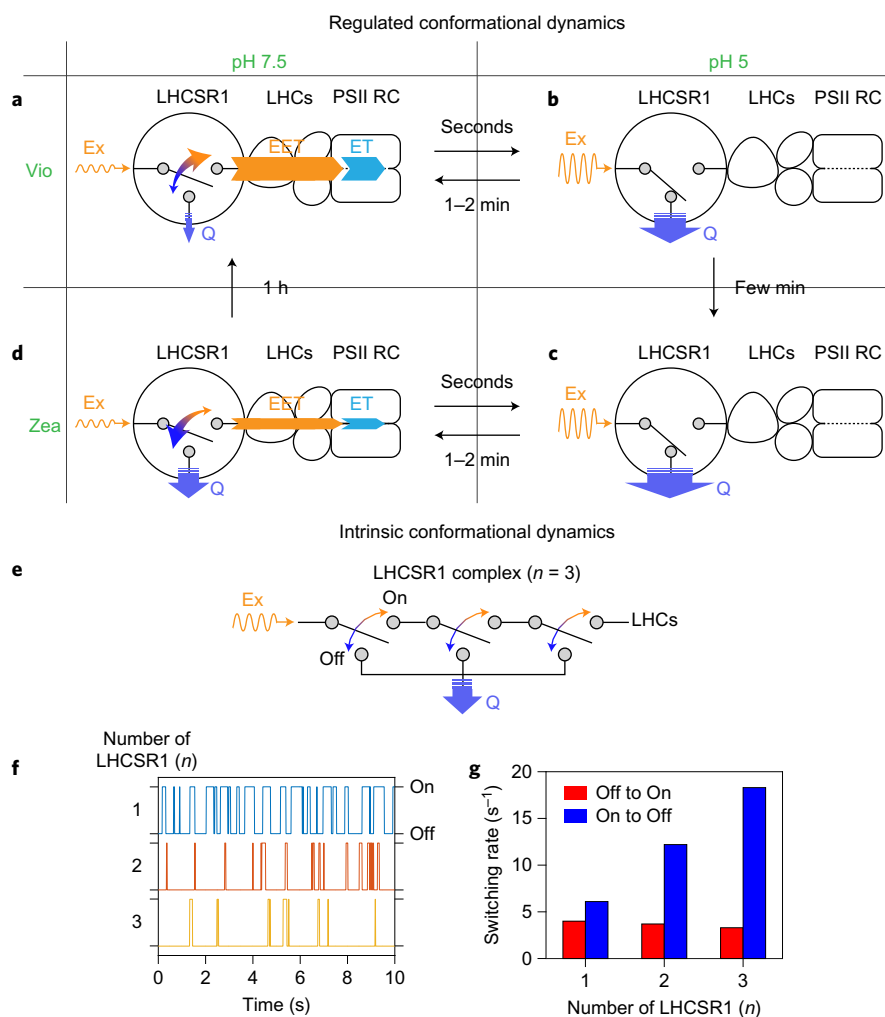 Regulated conformational dynamics
pH 7.5
pH 5
a
LHCSR1 LHCs PSII RC
b
LHCSR1 LHCs PSII RC
Vio
Ex
EET
ET
Q
Seconds
1–2 min
Ex
Q
1 h
Few min
d
LHCSR1 LHCs PSII RC
c
LHCSR1 LHCs PSII RC
Zea
Ex
EET
ET
Q
Seconds
1–2 min
Ex
Q
Intrinsic conformational dynamics
e
LHCSR1 complex (n = 3)
Ex
On
LHCs
Off
Q
f
Number of
LHCSR1 (n)
1
2
3
On
Off
0 2 4 6 8 10
Time (s)
g
Switching rate (s⁻¹)
20
15
10
5
0
Off to On
On to Off
1 2 3
Number of LHCSR1 (n)